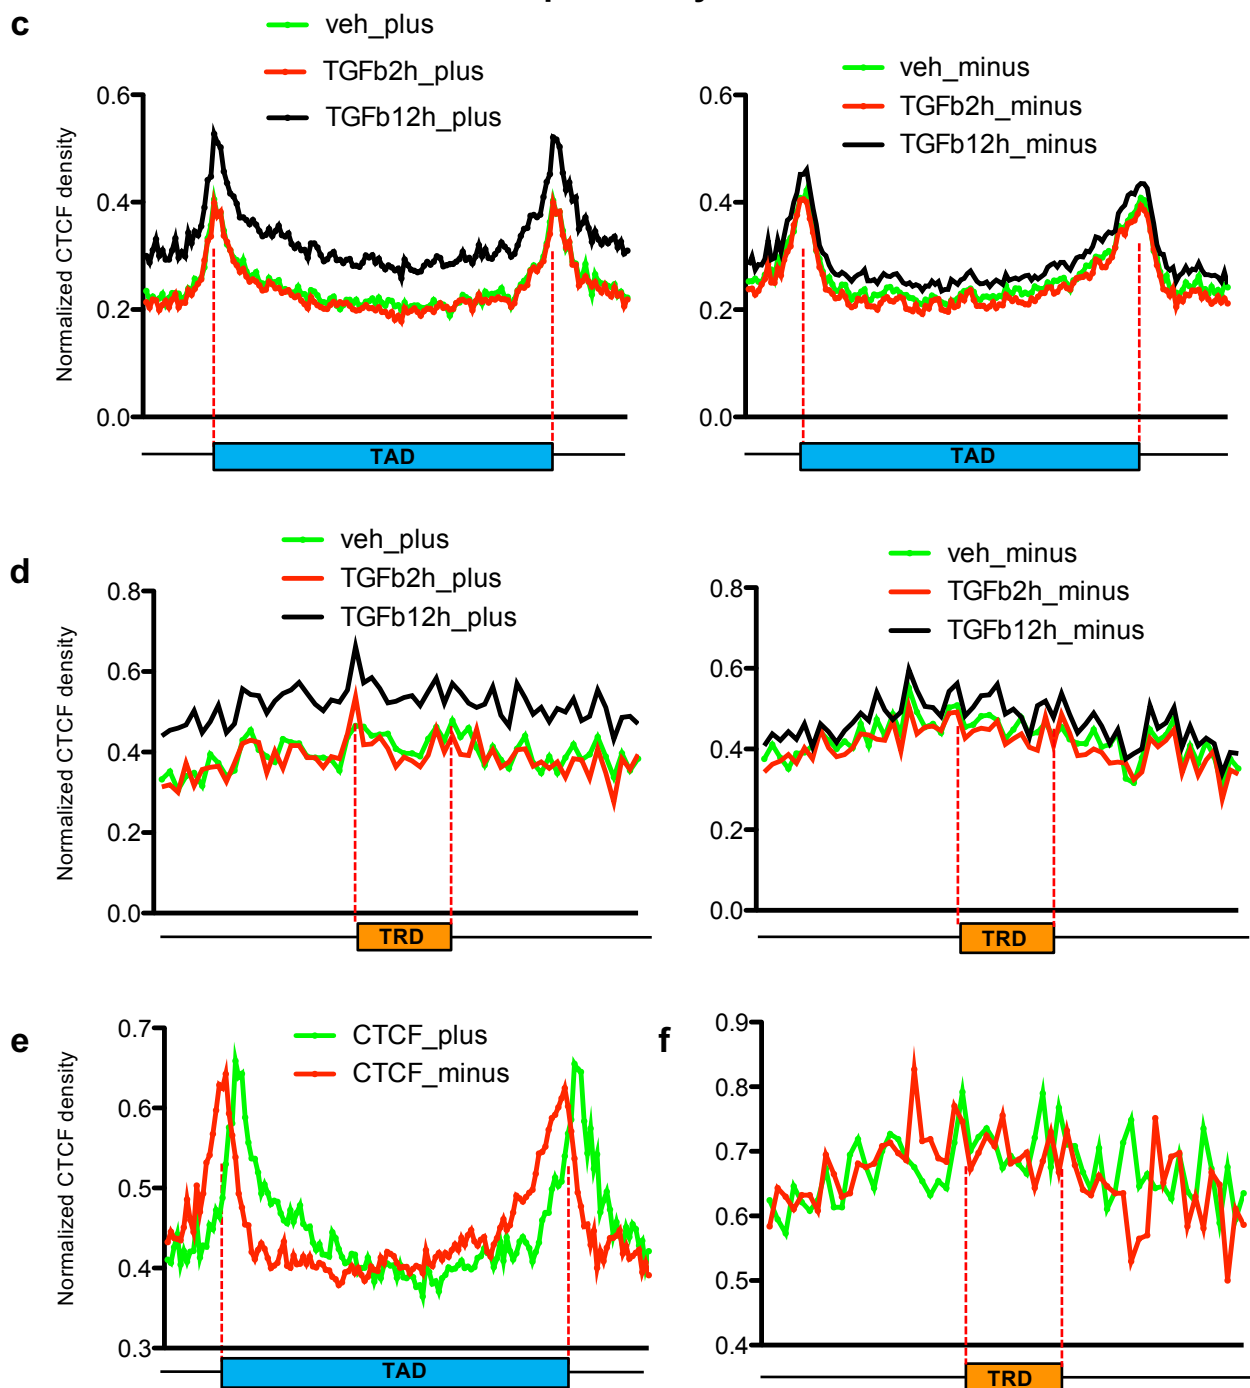 c
veh_plus
TGFb2h_plus
TGFb12h_plus
Normalized CTCF density
0.6
0.4
0.2
0.0
TAD
veh_minus
TGFb2h_minus
TGFb12h_minus
0.6
0.4
0.2
0.0
TAD
d
veh_plus
TGFb2h_plus
TGFb12h_plus
Normalized CTCF density
0.8
0.6
0.4
0.2
0.0
TRD
veh_minus
TGFb2h_minus
TGFb12h_minus
0.8
0.6
0.4
0.2
0.0
TRD
e
CTCF_plus
CTCF_minus
Normalized CTCF density
0.7
0.6
0.5
0.4
0.3
TAD
f
0.9
0.8
0.7
0.6
0.5
0.4
TRD